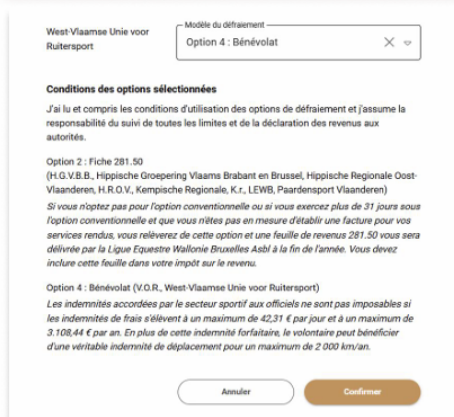 West-Vlaamse Unie voor
Ruitersport
Modèle du défraiement
Option 4 : Bénévolat
Conditions des options sélectionnées
J'ai lu et compris les conditions d'utilisation des options de défraiement et j'assume la
responsabilité du suivi de toutes les limites et de la déclaration des revenus aux
autorités.
Option 2 : Fiche 281.50
(H.G.V.B.B., Hippische Groepering Vlaams Brabant en Brussel, Hippische Regionale Oost-
Vlaanderen, H.R.O.V., Kempische Regionale, K.r., LEWB, Paardensport Vlaanderen)
Si vous n'optez pas pour l'option conventionelle ou si vous exercez plus de 31 jours sous
l'option conventionelle et que vous n'êtes pas en mesure d'établir une facture pour vos
services rendus, vous relèverez de cette option et une feuille de revenus 281.50 vous sera
délivrée par la Ligue Equestre Wallonie Bruxelles Asbl à la fin de l'année. Vous devez
inclure cette feuille dans votre impôt sur le revenu.
Option 4 : Bénévolat (V.O.R., West-Vlaamse Unie voor Ruitersport)
Les indemnités accordées par le secteur sportif aux officiels ne sont pas imposables si
les indemnités de frais s'élèvent à un maximum de 42,31 € par jour et à un maximum de
3.108,44 € par an. En plus de cette indemnité forfaitaire, le volontaire peut bénéficier
d'une véritable indemnité de déplacement pour un maximum de 2 000 km/an.
Annuler
Confirmer